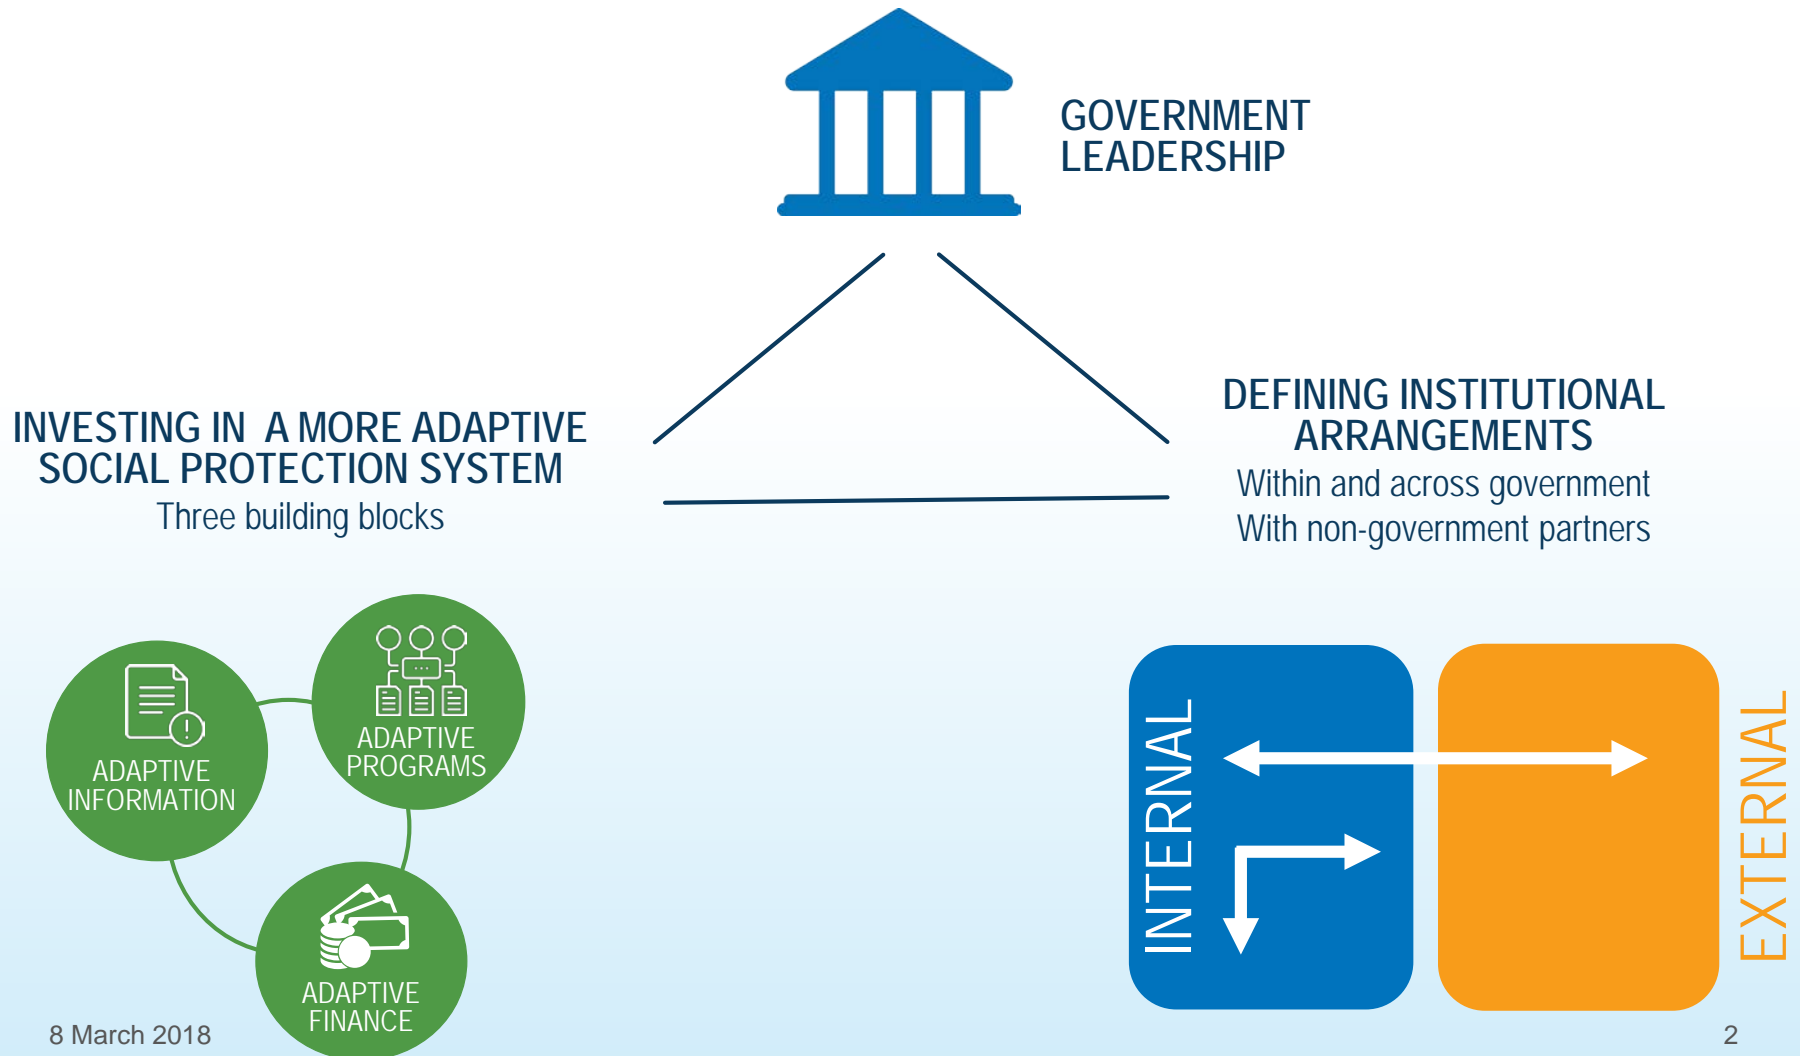 GOVERNMENT
LEADERSHIP
INVESTING IN  A MORE ADAPTIVE
SOCIAL PROTECTION SYSTEM
Three building blocks
DEFINING INSTITUTIONAL
ARRANGEMENTS
Within and across government
With non-government partners
ADAPTIVE
INFORMATION
ADAPTIVE
PROGRAMS
ADAPTIVE
FINANCE
INTERNAL
EXTERNAL
8 March 2018
2